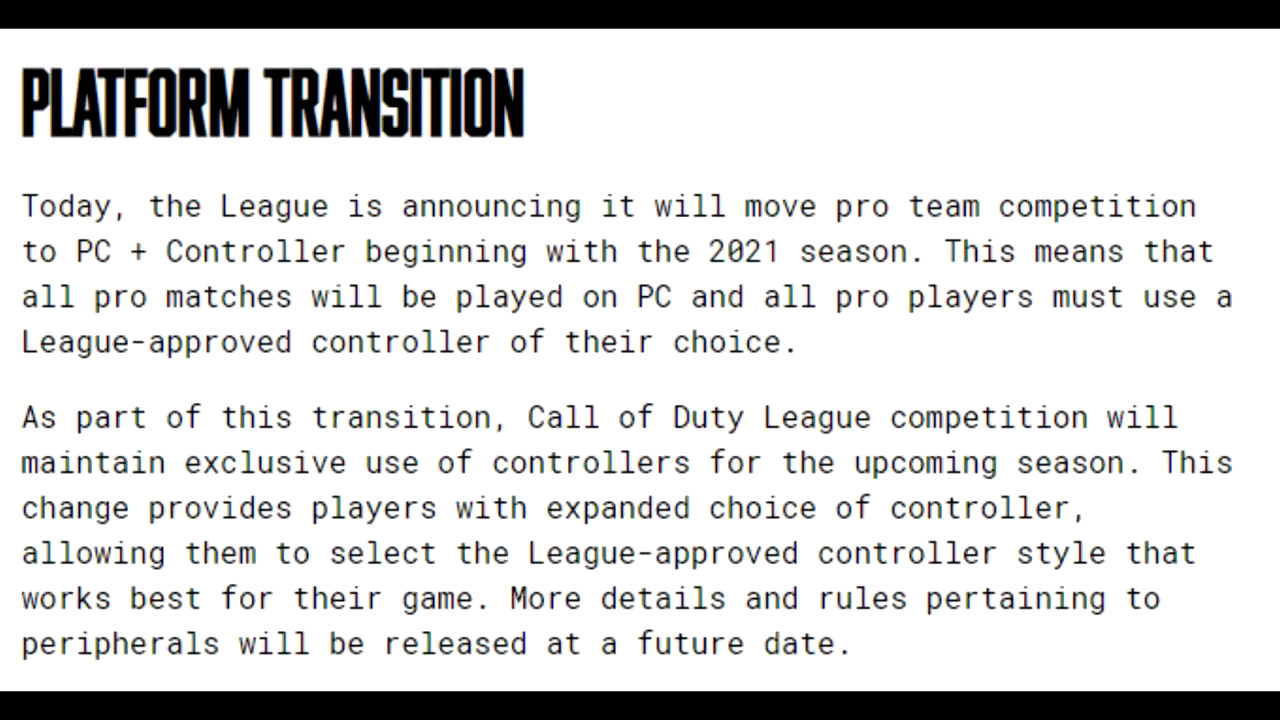 PLATFORM TRANSITION
Today, the League is announcing it will move pro team competition
to PC + Controller beginning with the 2021 season. This means that
all pro matches will be played on PC and all pro players must use a
League-approved controller of their choice.
As part of this transition, Call of Duty League competition will
maintain exclusive use of controllers for the upcoming season. This
change provides players with expanded choice of controller,
allowing them to select the League-approved controller style that
works best for their game. More details and rules pertaining to
peripherals will be released at a future date.